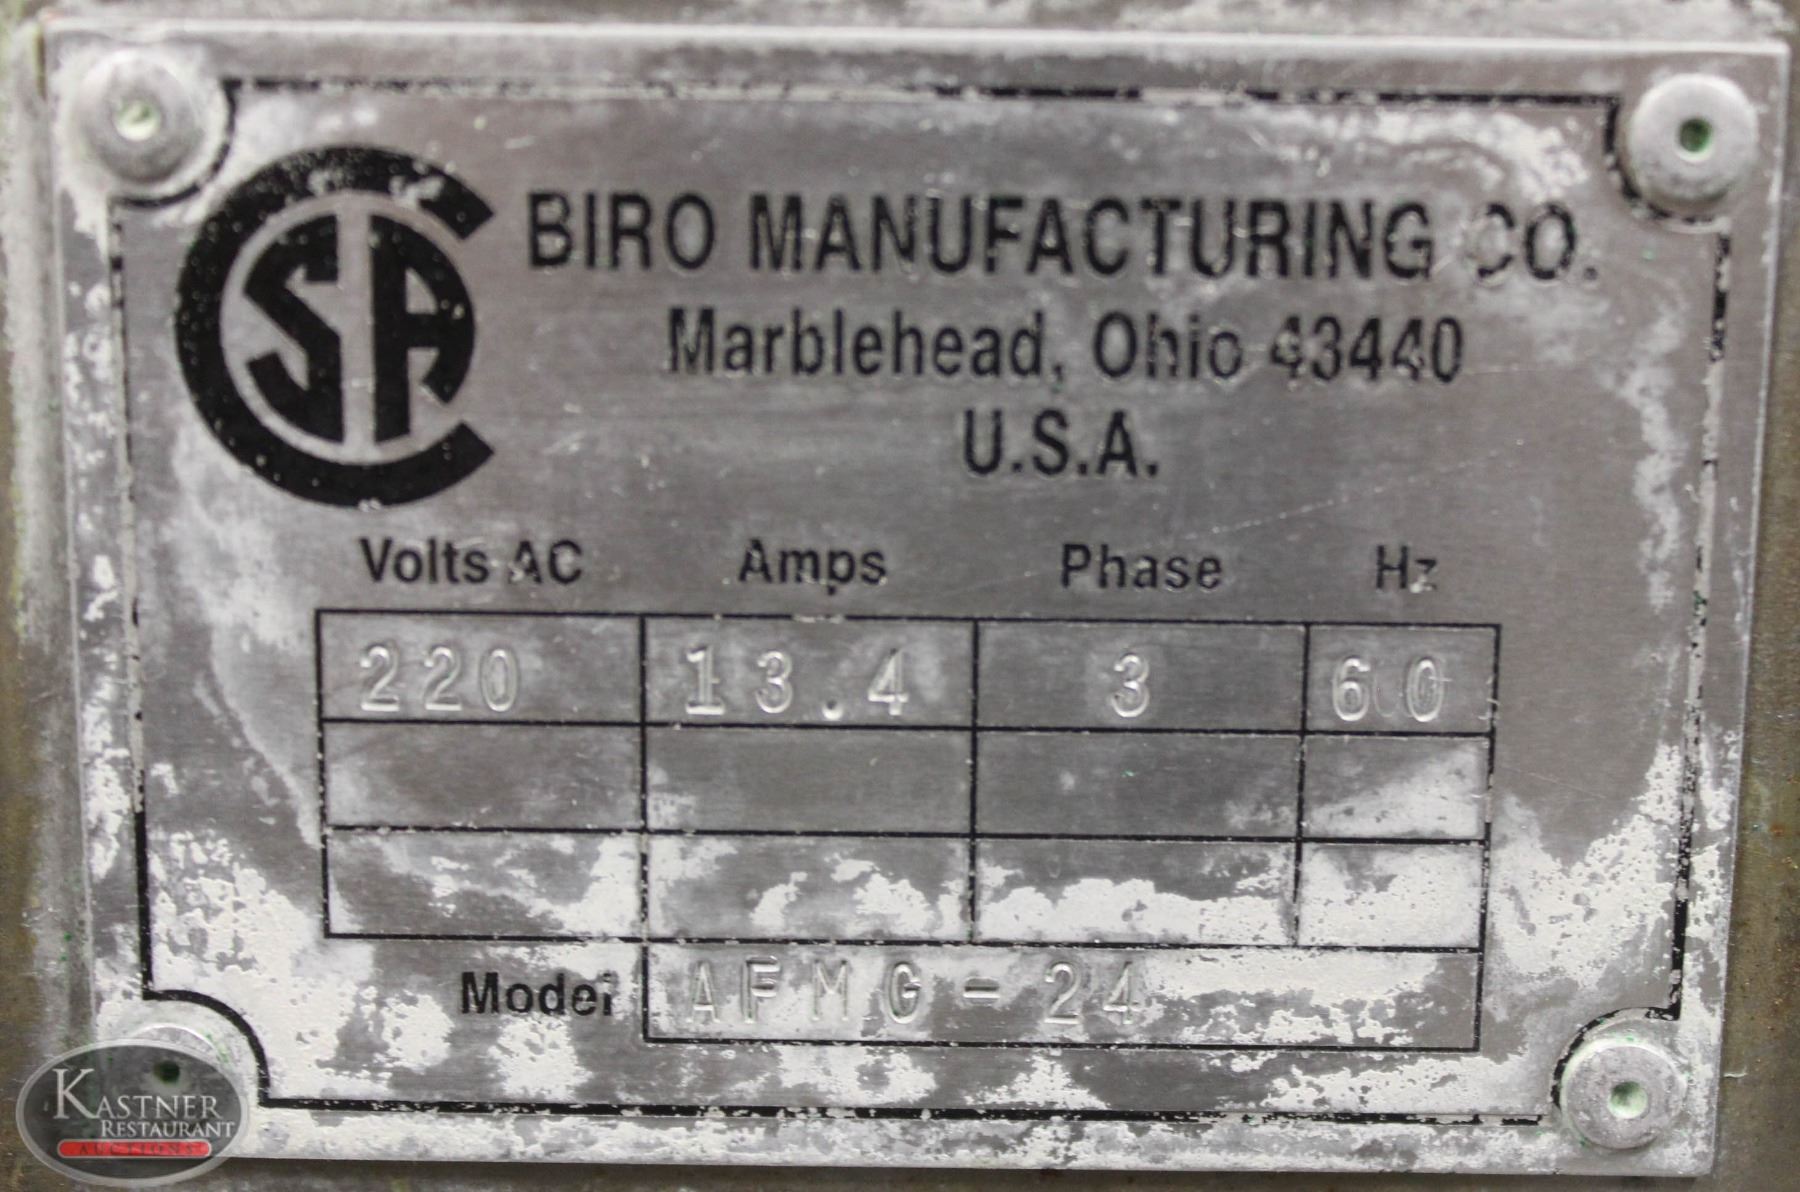 CSA
BIRO MANUFACTURING CO.
Marblehead, Ohio 43440
U.S.A.
Volts AC Amps Phase Hz
220 13.4 3 60
Model AFMG-24
KASTNER
RESTAURANT
AUCTIONS